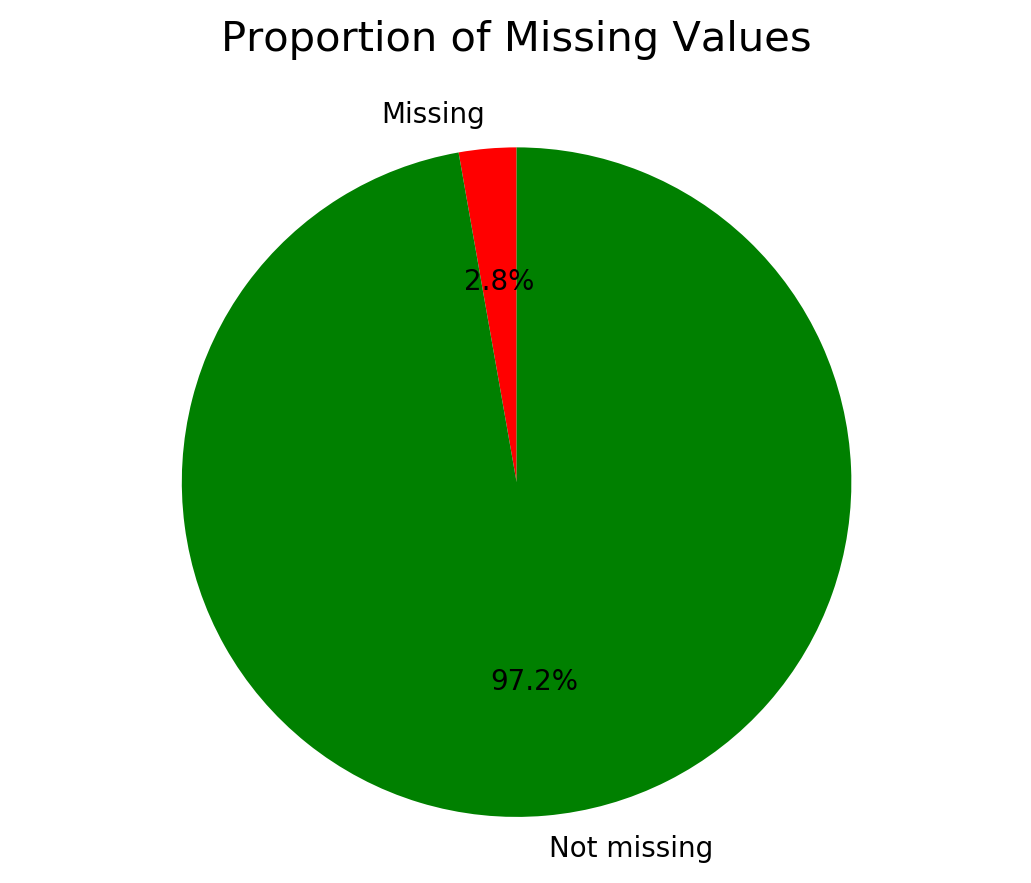 Proportion of Missing Values
Missing
2.8%
97.2%
Not missing